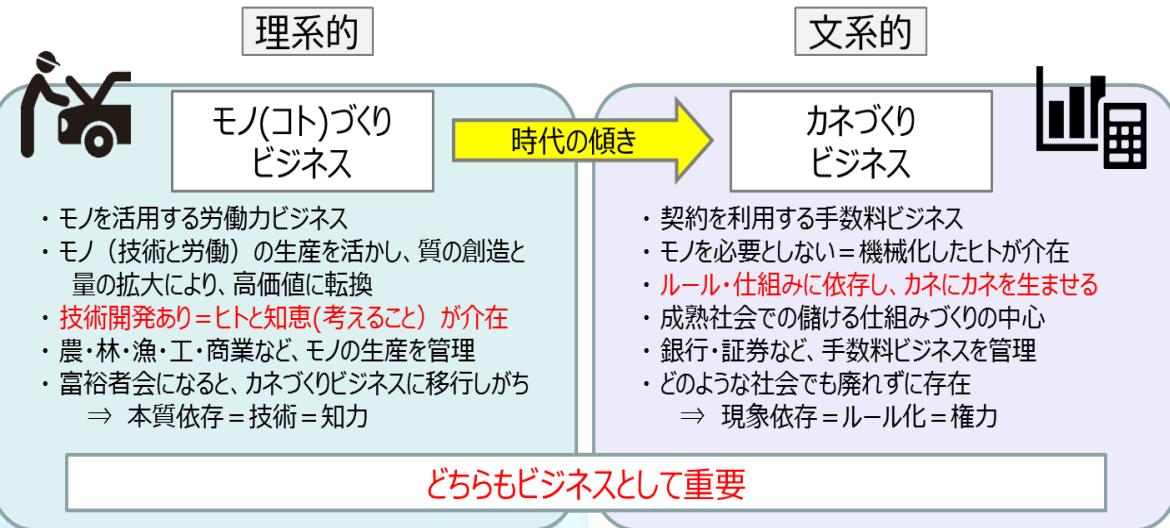 理系的
文系的
モノ(コト)づくり
ビジネス
時代の傾き
カネづくり
ビジネス
・モノを活用する労働力ビジネス
・モノ（技術と労働）の生産を活かし、質の創造と
量の拡大により、高価値に転換
・技術開発あり＝ヒトと知恵(考えること）が介在
・農・林・漁・工・商業など、モノの生産を管理
・富裕者会になると、カネづくりビジネスに移行しがち
⇒ 本質依存＝技術＝知力
・契約を利用する手数料ビジネス
・モノを必要としない＝機械化したヒトが介在
・ルール・仕組みに依存し、カネにカネを生ませる
・成熟社会での儲ける仕組みづくりの中心
・銀行・証券など、手数料ビジネスを管理
・どのような社会でも廃れずに存在
⇒ 現象依存＝ルール化＝権力
どちらもビジネスとして重要